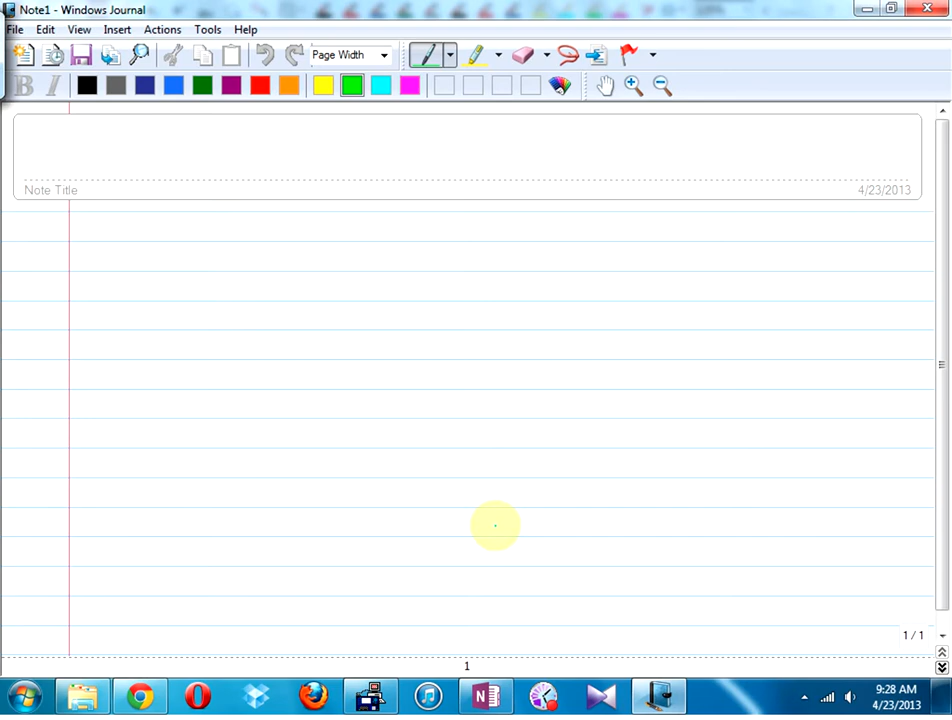 Note1 - Windows Journal
File Edit View Insert Actions Tools Help
Page Width
B I
Note Title
4/23/2013
1 / 1
1
9:28 AM
4/23/2013